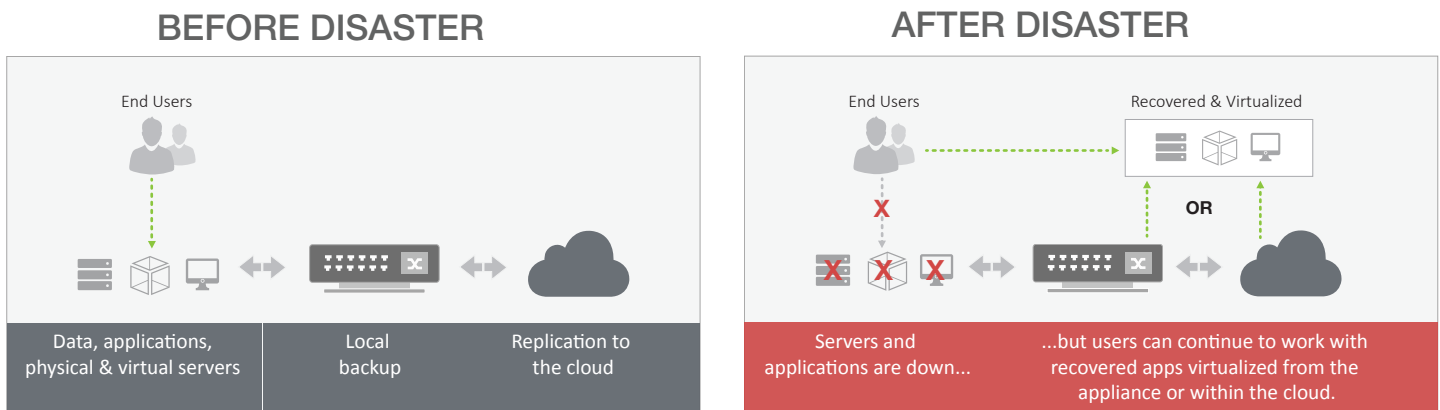 BEFORE DISASTER
End Users
Data, applications,
physical & virtual servers
Local
backup
Replication to
the cloud
AFTER DISASTER
End Users
Recovered & Virtualized
X
OR
X
X
X
Servers and
applications are down...
...but users can continue to work with
recovered apps virtualized from the
appliance or within the cloud.